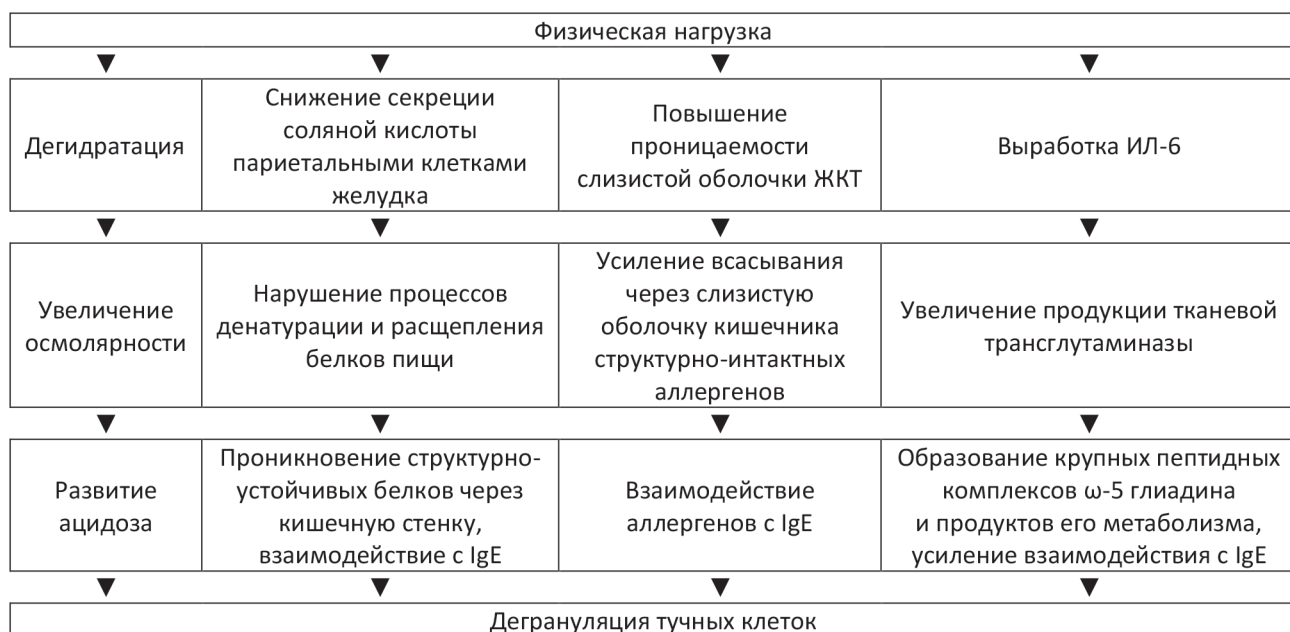 Физическая нагрузка
Дегидратация
Снижение секреции
соляной кислоты
париетальными клетками
желудка
Повышение
проницаемости
слизистой оболочки ЖКТ
Выработка ИЛ-6
Увеличение
осмолярности
Нарушение процессов
денатурации и расщепления
белков пищи
Усиление всасывания
через слизистую
оболочку кишечника
структурно-интактных
аллергенов
Увеличение продукции тканевой
трансглутаминазы
Развитие
ацидоза
Проникновение структурно-
устойчивых белков через
кишечную стенку,
взаимодействие с IgE
Взаимодействие
аллергенов с IgE
Образование крупных пептидных
комплексов ω-5 глиадина
и продуктов его метаболизма,
усиление взаимодействия с IgE
Дегрануляция тучных клеток